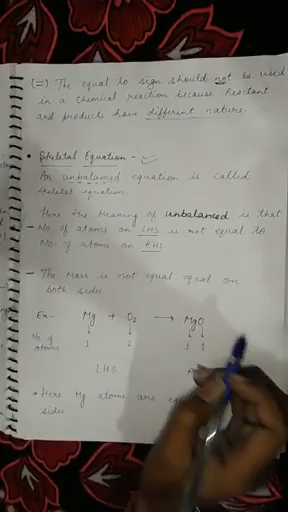 (=) The equal to sign should not be used
in a chemical reaction because Reactant
and products have different nature
• Skeletal Equation -
An unbalanced equation is called
skeletal equation.
Here the Meaning of unbalanced is that
- No. of atoms on LHS is not equal to
No. of atoms on RHS.
- The Mass is not equal equal on
both sides
Ex- Mg + O2 → MgO
No. of atoms 1 2 1 1
LHS
* Here Mg atoms are
sides